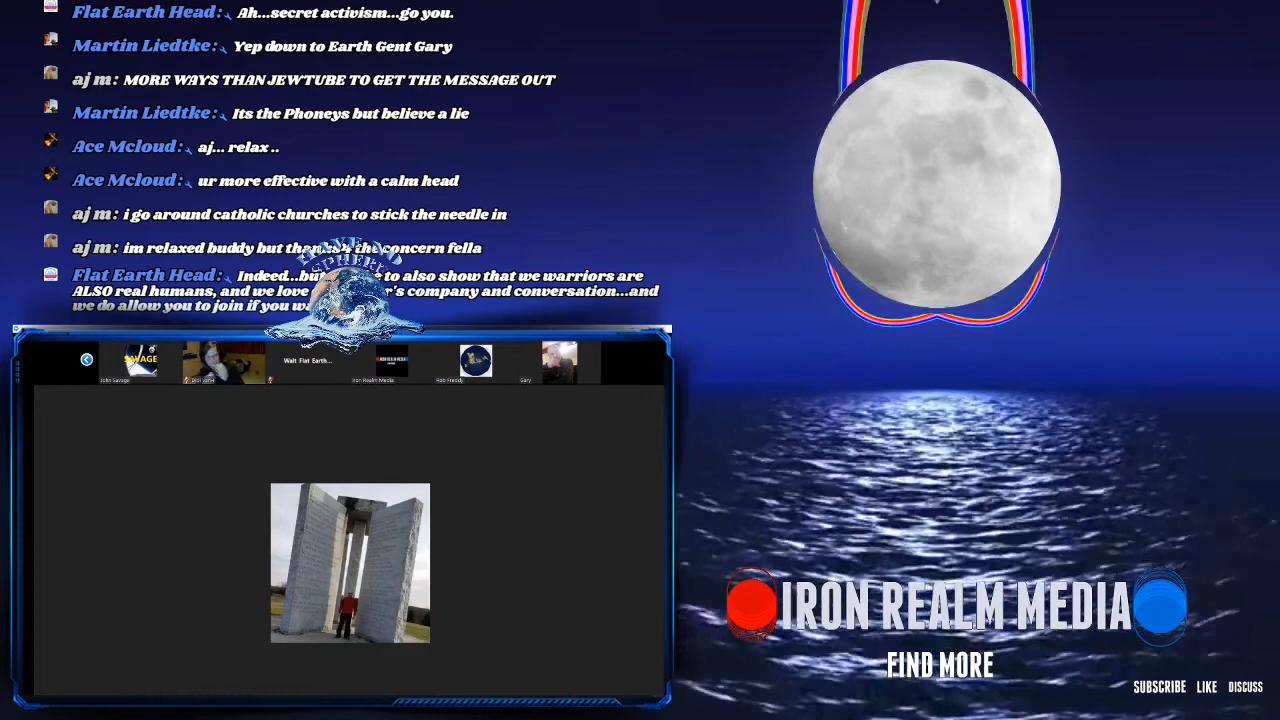 Flat Earth Head: Ah...secret activism...go you.
Martin Liedtke: Yep down to Earth Gent Gary
aj m: MORE WAYS THAN JEWTUBE TO GET THE MESSAGE OUT
Martin Liedtke: Its the Phoneys but believe a lie
Ace Mcloud: aj... relax ..
Ace Mcloud: ur more effective with a calm head
aj m: i go around catholic churches to stick the needle in
aj m: im relaxed buddy but concern fella
Flat Earth Head: Indeed... to also show that we warriors are
ALSO real humans, and we love 's company and conversation...and
we do allow you to join if you
SPHERE
SAVAGE
Walt Flat Earth...
John Savage
Iron Realm Media
Rob Freddy
Gary
IRON REALM MEDIA
FIND MORE
SUBSCRIBE LIKE DISCUSS